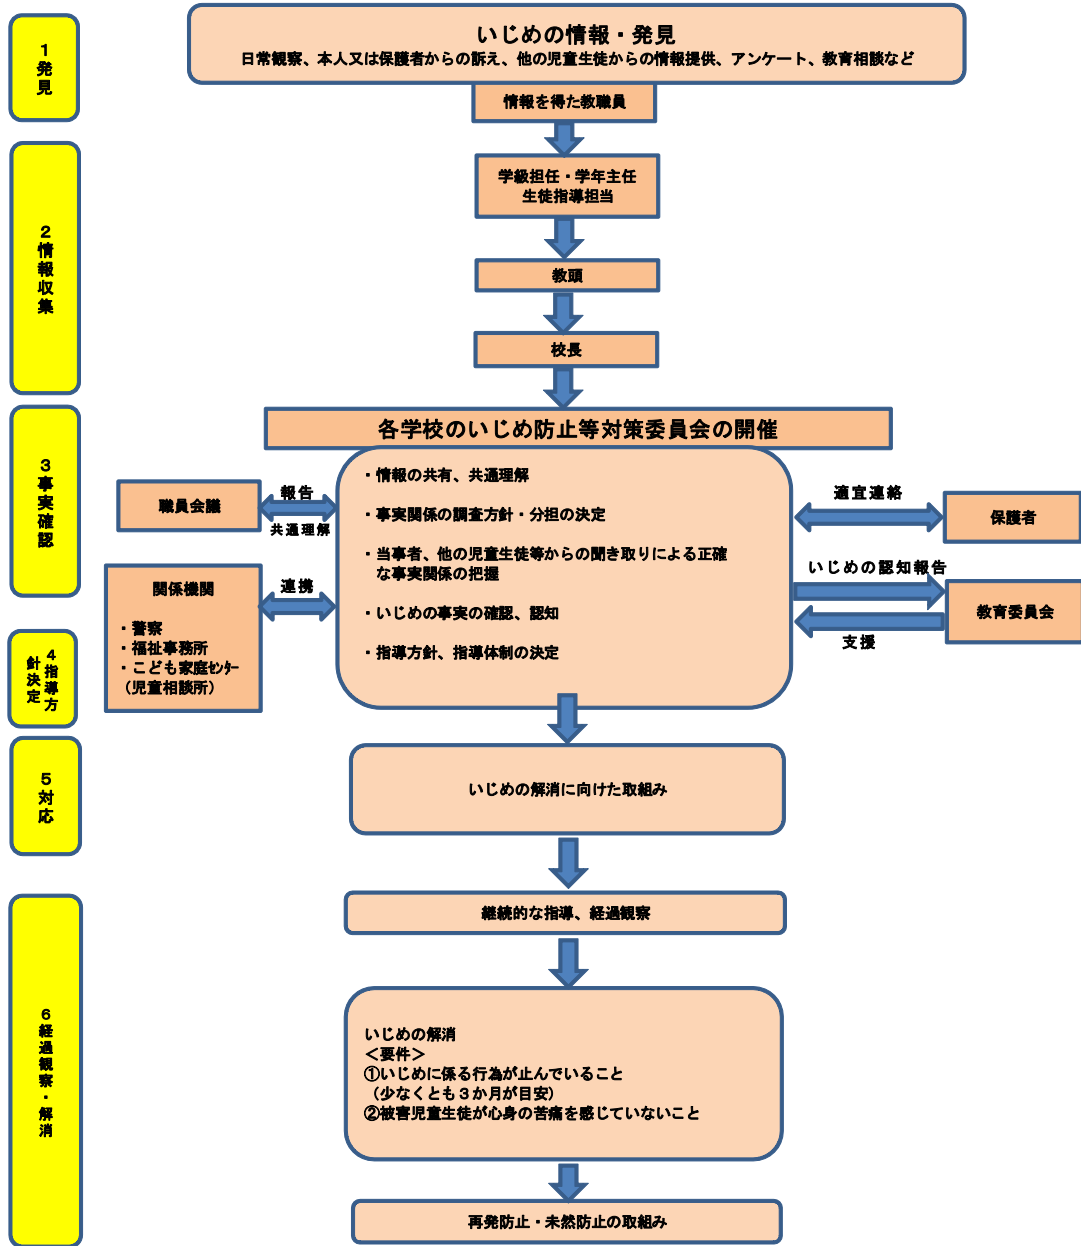 1発見
いじめの情報・発見
日常観察、本人又は保護者からの訴え、他の児童生徒からの情報提供、アンケート、教育相談など
情報を得た教職員
2情報収集
学級担任・学年主任
生徒指導担当
教頭
校長
3事実確認
各学校のいじめ防止等対策委員会の開催
・情報の共有、共通理解
・事実関係の調査方針・分担の決定
・当事者、他の児童生徒等からの聞き取りによる正確
な事実関係の把握
・いじめの事実の確認、認知
・指導方針、指導体制の決定
職員会議
報告
共通理解
関係機関
・警察
・福祉事務所
・こども家庭センター
(児童相談所)
連携
適宜連絡
保護者
いじめの認知報告
教育委員会
支援
4指導方
針決定
5対応
いじめの解消に向けた取組み
6経過観察・解消
継続的な指導、経過観察
いじめの解消
<要件>
①いじめに係る行為が止んでいること
(少なくとも3か月が目安)
②被害児童生徒が心身の苦痛を感じていないこと
再発防止・未然防止の取組み